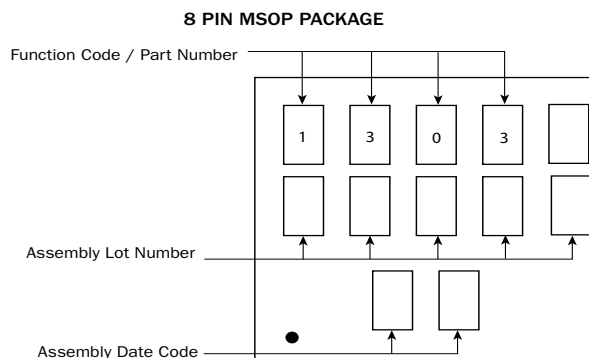 8 PIN MSOP PACKAGE
Function Code / Part Number
1 3 0 3
Assembly Lot Number
Assembly Date Code